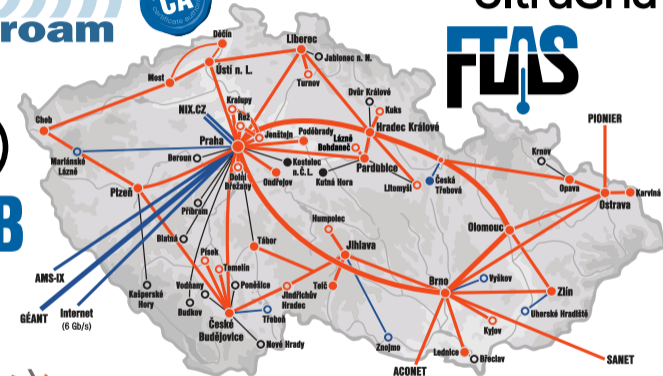 UltraGrid
CA
certificate authority
roam
FTAS
B
Děčín
Liberec
Jablonec n. N.
Ústí n. L.
Most
Turnov
Dvůr Králové
Kuks
NIX.CZ
Kralupy
Řež
Cheb
Praha
Jenštejn
Poděbrady
Lázně
Bohdaneč
Hradec Králové
PIONIER
Mariánské
Lázně
Beroun
Dolní
Břežany
Ondřejov
Kostelec
n. Č. L.
Kutná Hora
Pardubice
Litomyšl
Česká
Třebová
Krnov
Opava
Karviná
Ostrava
Plzeň
Příbram
Blatná
Humpolec
Olomouc
Písek
Temelín
Tábor
Jihlava
AMS-IX
GÉANT
Internet
(6 Gb/s)
Kašperské
Hory
Vodňany
Budkov
Poněšice
Jindřichův
Hradec
Telč
Brno
Vyškov
Zlín
České
Budějovice
Třeboň
Uherské Hradiště
Nové Hrady
Znojmo
Kyjov
Lednice
Břeclav
ACONET
SANET